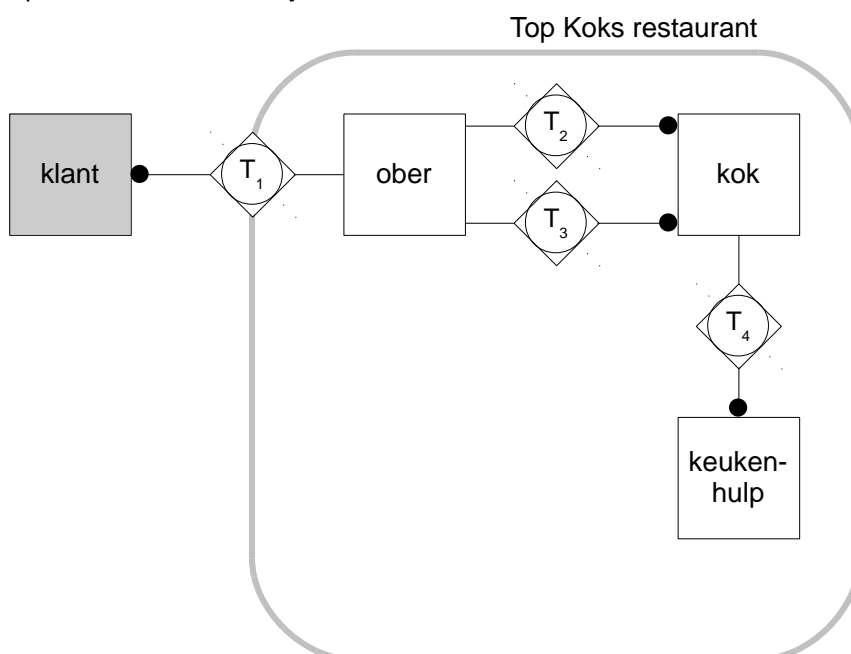 Top Koks restaurant
klant
T1
ober
T2
T3
kok
T4
keuken-
hulp